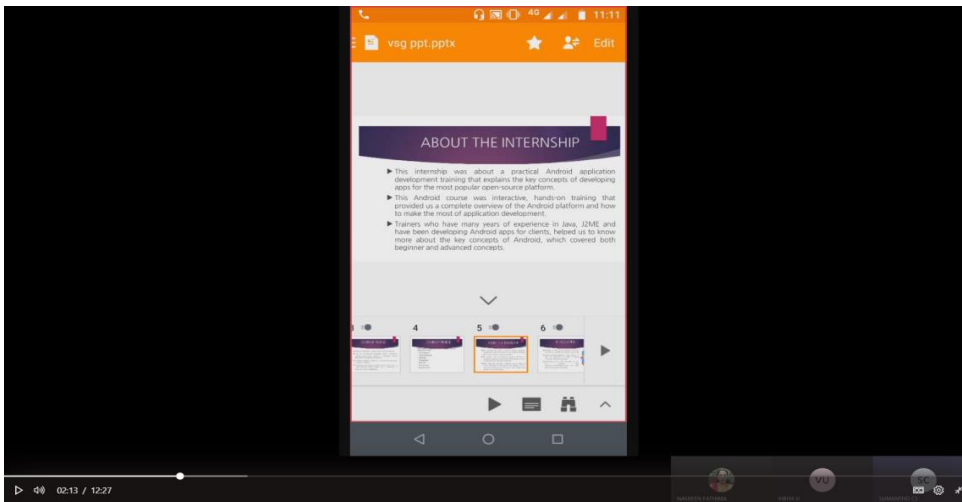 4G 11:11
vsg ppt.pptx Edit
ABOUT THE INTERNSHIP
This internship was about a practical Android application
development training that explains the key concepts of developing
apps for the most popular open-source platform.
This Android course was interactive, hands-on training that
provided us a complete overview of the Android platform and how
to make the most of application development.
Trainers who have many years of experience in Java, J2ME and
have been developing Android apps for clients, helped us to know
more about the key concepts of Android, which covered both
beginner and advanced concepts.
4 5 6
VU SC
02:13 / 12:27